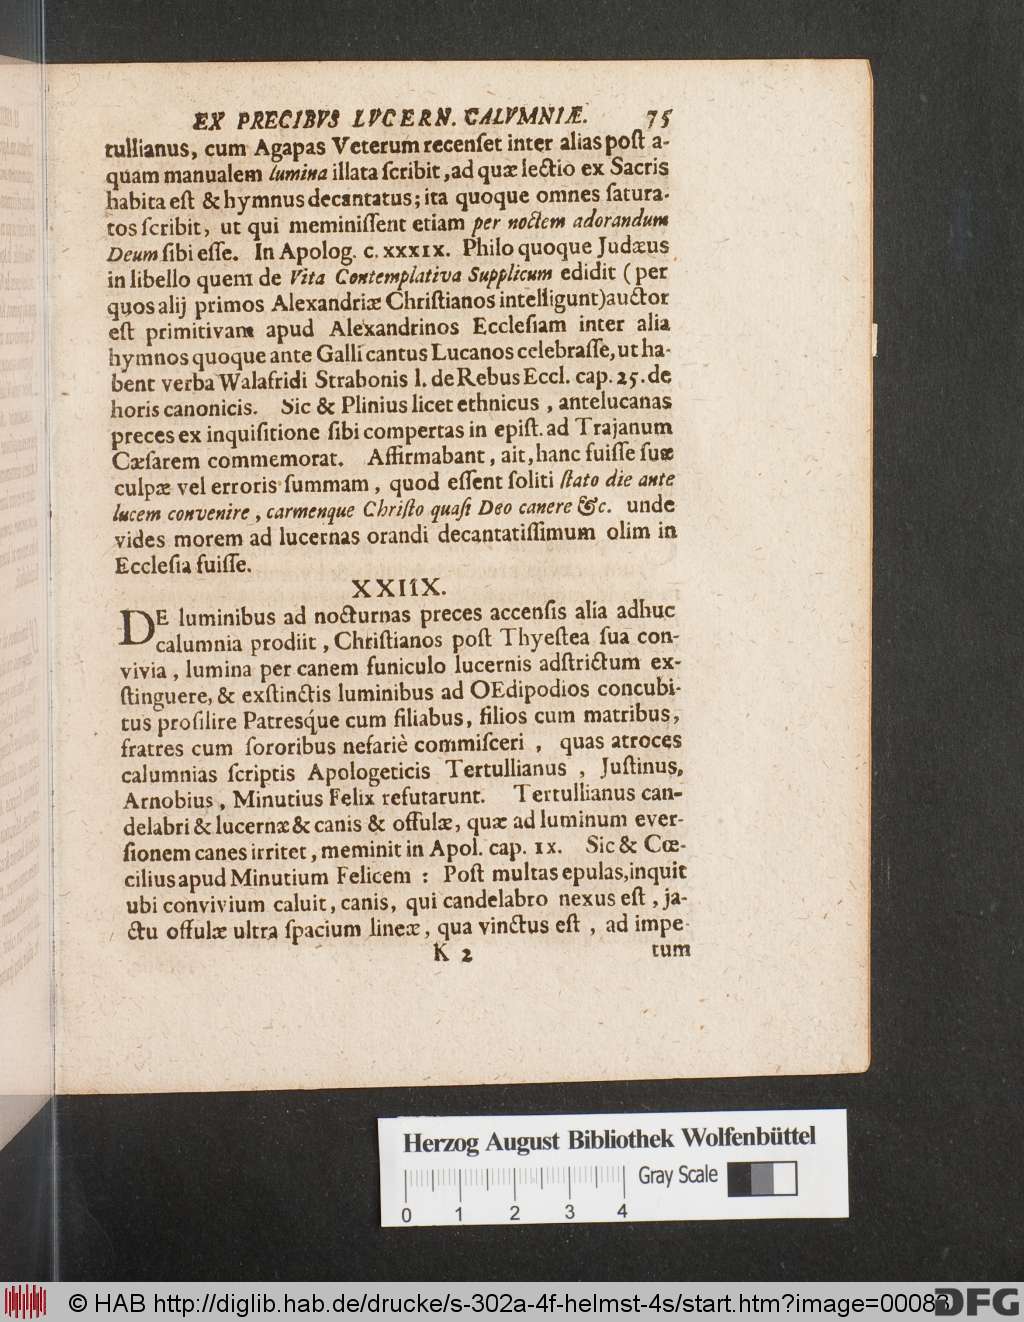 EX PRECIBVS LVCERN. CALVMNIÆ. 75
tullianus, cum Agapas Veterum recenſet inter alias poſt a-
quam manualem lumina illata ſcribit, ad quæ lectio ex Sacris
habita eſt & hymnus decantatus; ita quoque omnes ſatura-
tos ſcribit, ut qui meminiſſent etiam per noctem adorandum
Deum ſibi eſſe. In Apolog. c. XXXIX. Philo quoque Judæus
in libello quem de Vita Contemplativa Supplicum edidit (per
quos alij primos Alexandriæ Chriſtianos intelligunt) auctor
eſt primitivam apud Alexandrinos Eccleſiam inter alia
hymnos quoque ante Galli cantus Lucanos celebraſſe, ut ha-
bent verba Walafridi Strabonis l. de Rebus Eccl. cap. 25. de
horis canonicis. Sic & Plinius licet ethnicus, antelucanas
preces ex inquiſitione ſibi compertas in epiſt. ad Trajanum
Cæſarem commemorat. Affirmabant, ait, hanc fuiſſe ſuæ
culpæ vel erroris ſummam, quod eſſent ſoliti ſtato die ante
lucem convenire, carmenque Chriſto quaſi Deo canere &c. unde
vides morem ad lucernas orandi decantatiſſimum olim in
Eccleſia fuiſſe.
XXIIX.
DE luminibus ad nocturnas preces accenſis alia adhuc
calumnia prodiit, Chriſtianos poſt Thyeſtea ſua con-
vivia, lumina per canem funiculo lucernis adſtrictum ex-
ſtinguere, & exſtinctis luminibus ad OEdipodios concubi-
tus proſilire Patresq́ue cum filiabus, filios cum matribus,
fratres cum ſororibus nefariè commiſceri, quas atroces
calumnias ſcriptis Apologeticis Tertullianus, Juſtinus,
Arnobius, Minutius Felix refutarunt. Tertullianus can-
delabri & lucernæ & canis & offulæ, quæ ad luminum ever-
ſionem canes irritet, meminit in Apol. cap. IX. Sic & Cœ-
cilius apud Minutium Felicem: Poſt multas epulas, inquit
ubi convivium caluit, canis, qui candelabro nexus eſt, ja-
ctu offulæ ultra ſpacium lineæ, qua vinctus eſt, ad impe-
K 2 tum
Herzog August Bibliothek Wolfenbüttel
Gray Scale
0 1 2 3 4
© HAB http://diglib.hab.de/drucke/s-302a-4f-helmst-4s/start.htm?image=00083
DFG